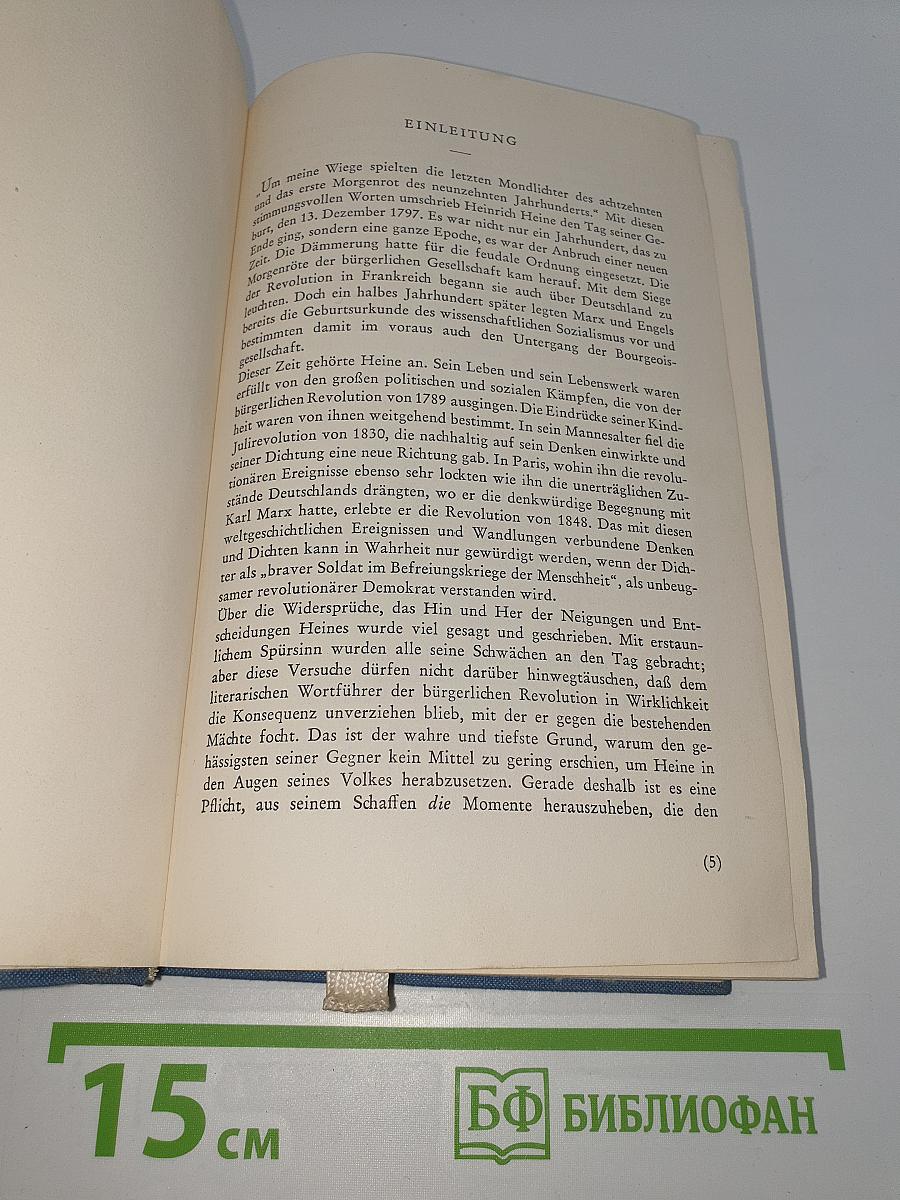 EINLEITUNG
„Um meine Wiege spielten die letzten Mondlichter des achtzehnten
und das erste Morgenrot des neunzehnten Jahrhunderts.“ Mit diesen
stimmungsvollen Worten umschrieb Heinrich Heine den Tag seiner Ge-
burt, den 13. Dezember 1797. Es war nicht nur ein Jahrhundert, das zu
Ende ging, sondern eine ganze Epoche, es war der Anbruch einer neuen
Zeit. Die Dämmerung hatte für die feudale Ordnung eingesetzt. Die
Morgenröte der bürgerlichen Gesellschaft kam herauf. Mit dem Siege
der Revolution in Frankreich begann sie auch über Deutschland zu
leuchten. Doch ein halbes Jahrhundert später legten Marx und Engels
bereits die Geburtsurkunde des wissenschaftlichen Sozialismus vor und
bestimmten damit im voraus auch den Untergang der Bourgeois-
gesellschaft.
Dieser Zeit gehörte Heine an. Sein Leben und sein Lebenswerk waren
erfüllt von den großen politischen und sozialen Kämpfen, die von der
bürgerlichen Revolution von 1789 ausgingen. Die Eindrücke seiner Kind-
heit waren von ihnen weitgehend bestimmt. In sein Mannesalter fiel die
Julirevolution von 1830, die nachhaltig auf sein Denken einwirkte und
seiner Dichtung eine neue Richtung gab. In Paris, wohin ihn die revolu-
tionären Ereignisse ebenso sehr lockten wie ihn die unerträglichen Zu-
stände Deutschlands drängten, wo er die denkwürdige Begegnung mit
Karl Marx hatte, erlebte er die Revolution von 1848. Das mit diesen
weltgeschichtlichen Ereignissen und Wandlungen verbundene Denken
und Dichten kann in Wahrheit nur gewürdigt werden, wenn der Dich-
ter als „braver Soldat im Befreiungskriege der Menschheit“, als unbeug-
samer revolutionärer Demokrat verstanden wird.
Über die Widersprüche, das Hin und Her der Neigungen und Ent-
scheidungen Heines wurde viel gesagt und geschrieben. Mit erstaun-
lichem Spürsinn wurden alle seine Schwächen an den Tag gebracht;
aber diese Versuche dürfen nicht darüber hinwegtäuschen, daß dem
literarischen Wortführer der bürgerlichen Revolution in Wirklichkeit
die Konsequenz unverziehen blieb, mit der er gegen die bestehenden
Mächte focht. Das ist der wahre und tiefste Grund, warum den ge-
hässigsten seiner Gegner kein Mittel zu gering erschien, um Heine in
den Augen seines Volkes herabzusetzen. Gerade deshalb ist es eine
Pflicht, aus seinem Schaffen die Momente herauszuheben, die den
(5)
15 см
БФ БИБЛИОФАН